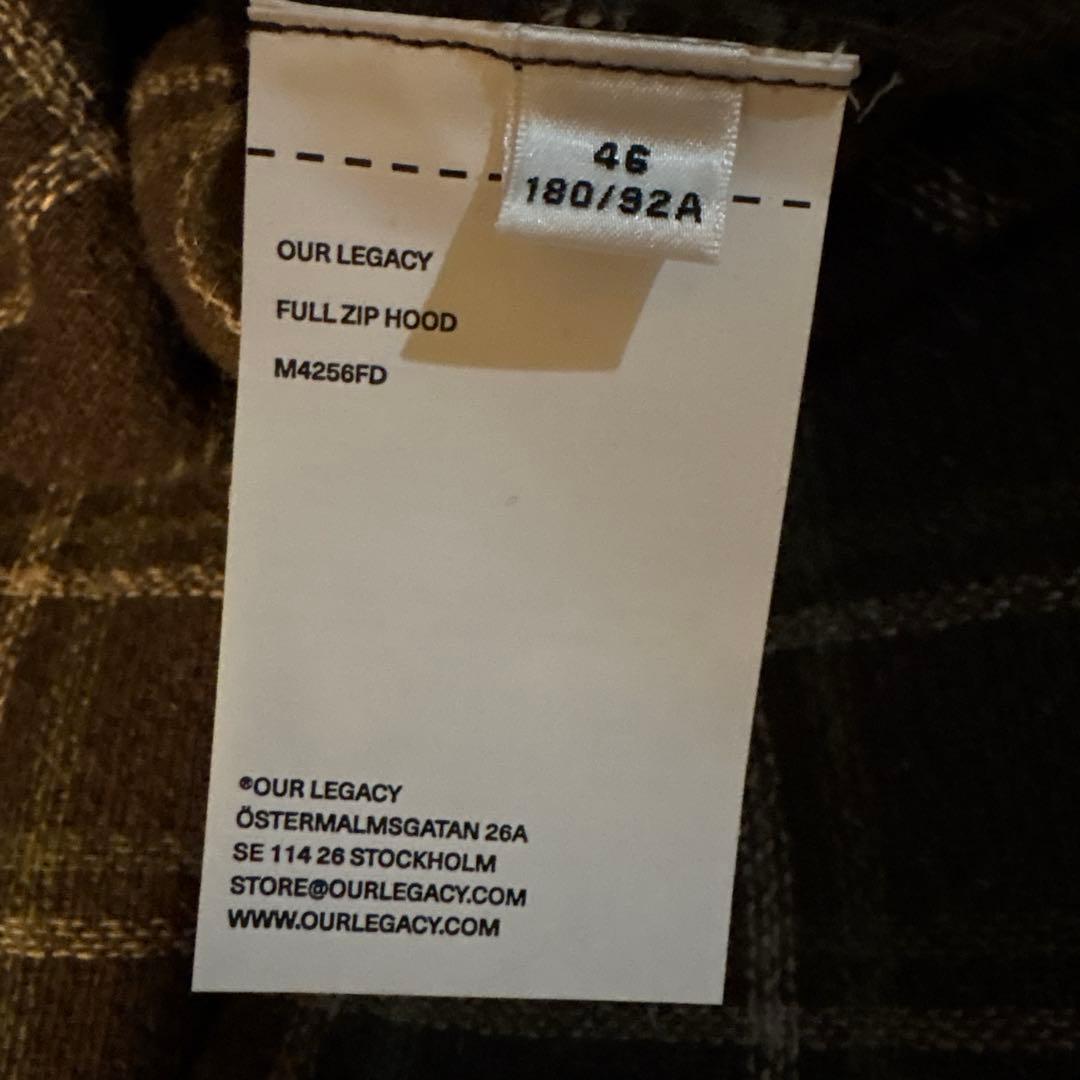 46
180/92A
OUR LEGACY
FULL ZIP HOOD
M4256FD
®OUR LEGACY
ÖSTERMALMSGATAN 26A
SE 114 26 STOCKHOLM
STORE@OURLEGACY.COM
WWW.OURLEGACY.COM